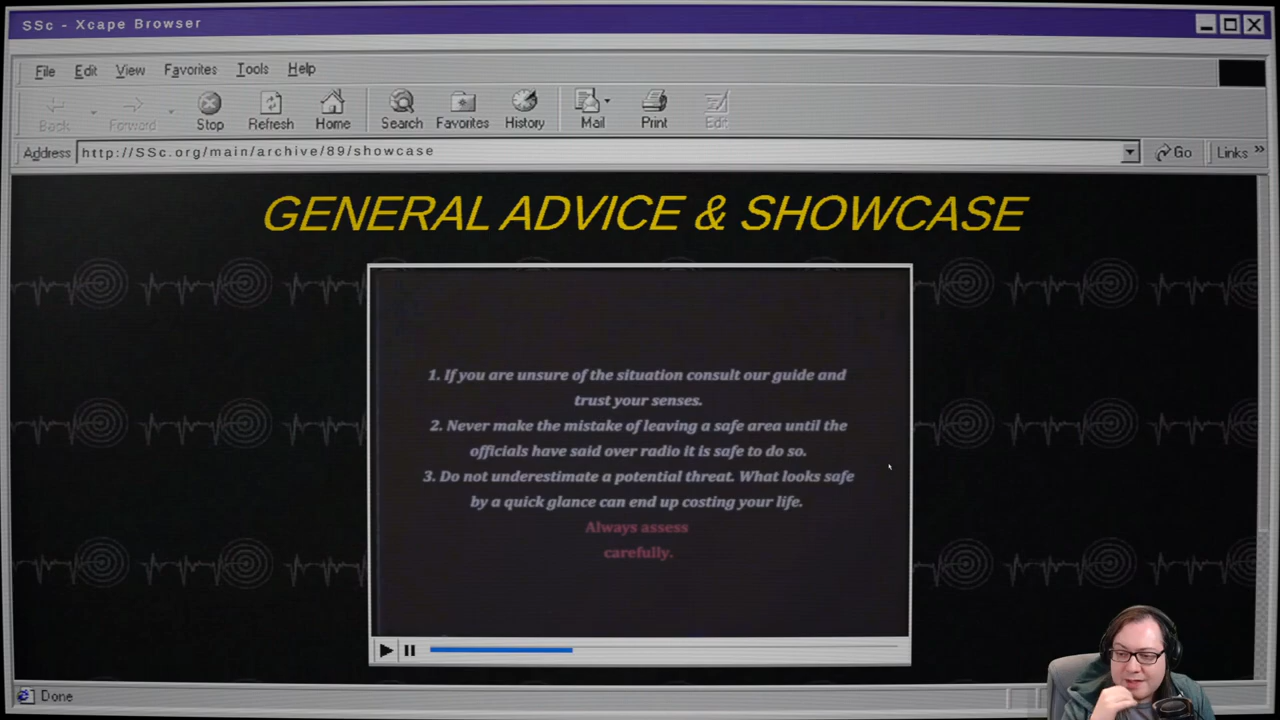 SSc - Xcape Browser
File Edit View Favorites Tools Help
Back Forward Stop Refresh Home Search Favorites History Mail Print Edit
Address http://SSc.org/main/archive/89/showcase Go Links »
GENERAL ADVICE & SHOWCASE
1. If you are unsure of the situation consult our guide and
trust your senses.
2. Never make the mistake of leaving a safe area until the
officials have said over radio it is safe to do so.
3. Do not underestimate a potential threat. What looks safe
by a quick glance can end up costing your life.
Always assess
carefully.
Done